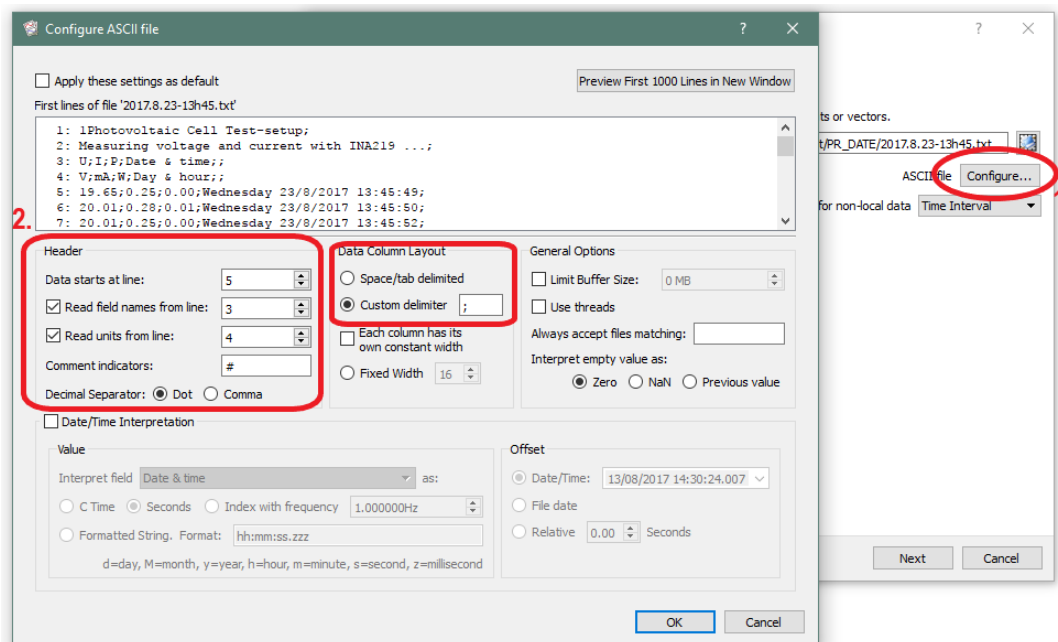 Configure ASCII file
? ×
? ×
Apply these settings as default
Preview First 1000 Lines in New Window
First lines of file '2017.8.23-13h45.txt'
1: 1Photovoltaic Cell Test-setup;
2: Measuring voltage and current with INA219 ...;
3: U;I;P;Date & time;;
4: V;mA;W;Day & hour;;
5: 19.65;0.25;0.00;Wednesday 23/8/2017 13:45:49;
6: 20.01;0.28;0.01;Wednesday 23/8/2017 13:45:50;
7: 20.01;0.25;0.00;Wednesday 23/8/2017 13:45:52;
ts or vectors.
t/PR_DATE/2017.8.23-13h45.txt
ASCII file Configure...
for non-local data Time Interval
2.
Header
Data starts at line: 5
Read field names from line: 3
Read units from line: 4
Comment indicators: #
Decimal Separator: Dot Comma
Data Column Layout
Space/tab delimited
Custom delimiter ;
Each column has its
own constant width
Fixed Width 16
General Options
Limit Buffer Size: 0 MB
Use threads
Always accept files matching:
Interpret empty value as:
Zero NaN Previous value
Date/Time Interpretation
Value
Interpret field Date & time as:
C Time Seconds Index with frequency 1.000000Hz
Formatted String. Format: hh:mm:ss.zzz
d=day, M=month, y=year, h=hour, m=minute, s=second, z=millisecond
Offset
Date/Time: 13/08/2017 14:30:24.007
File date
Relative 0.00 Seconds
Next Cancel
OK Cancel